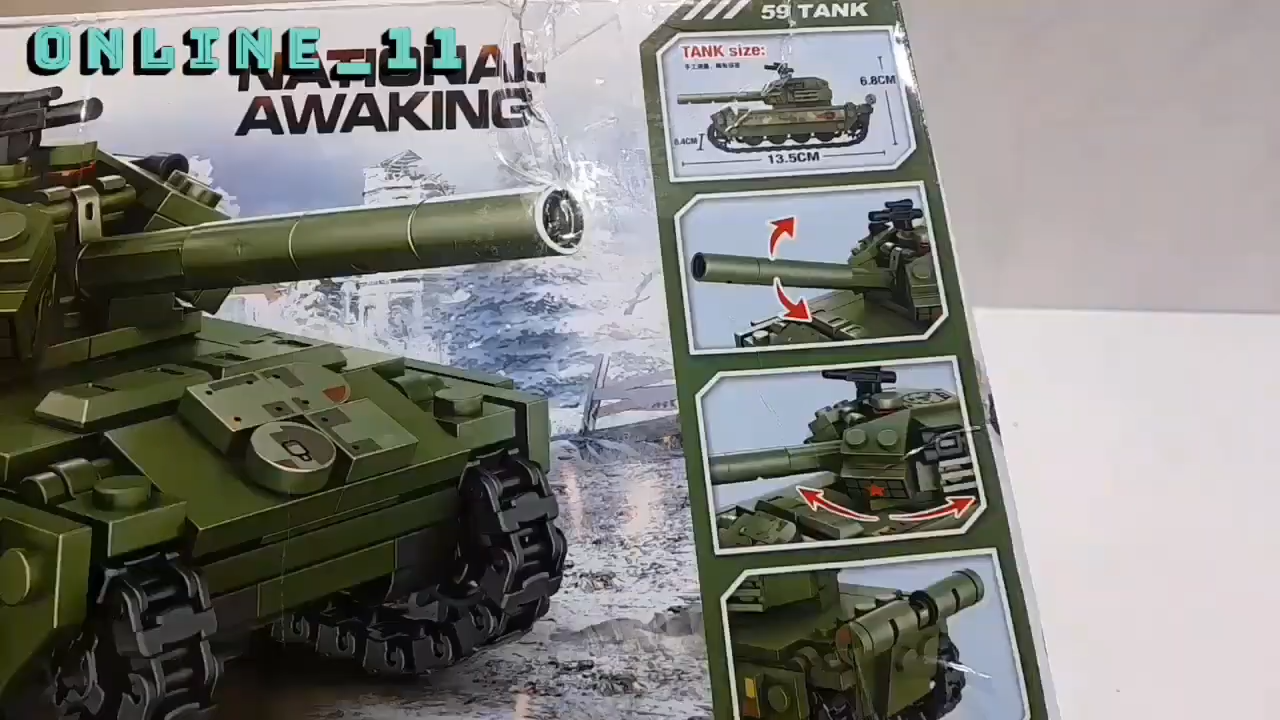 ONLINE_11
NATIONAL
AWAKING
59 TANK
TANK size:
6.8CM
13.5CM